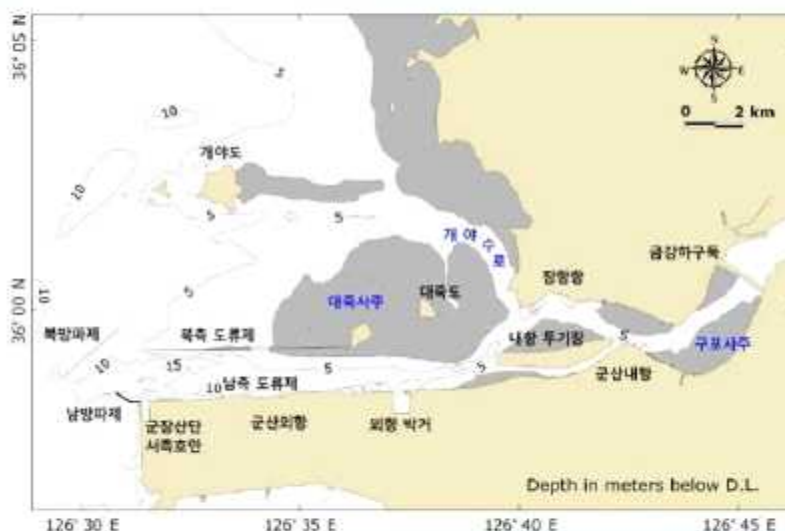 36° 05 N
N
W
E
S
0 2 km
5
10
개야도
10
5
5
개야수로
금강하구둑
장항항
대죽사주
대죽도
5
36° 00 N
10
북방파제
북측 도류제
내항 투기장
5
구포사주
10
15
5
5
군산내항
남측 도류제
10
남방파제
군장산단
서측호안
군산외항
외항 박거
Depth in meters below D.L.
126° 30 E
126° 35 E
126° 40 E
126° 45 E